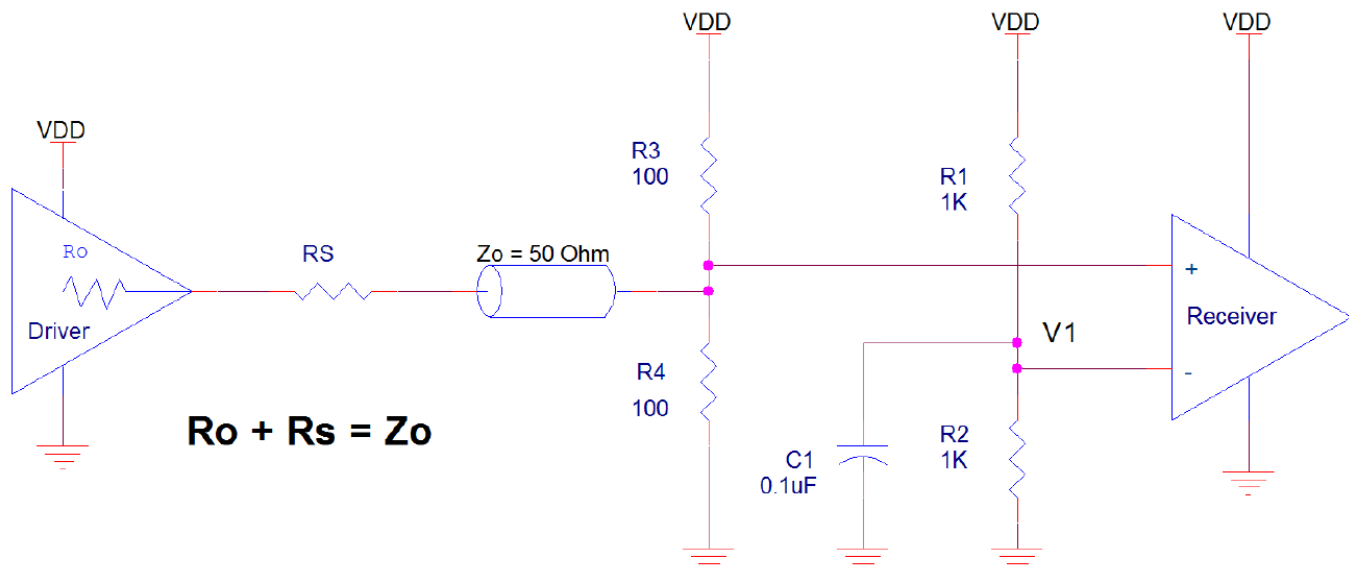 VDD
VDD
VDD
VDD
R3
100
R1
1K
Ro
RS
Zo = 50 Ohm
+
Driver
Receiver
V1
-
R4
100
Ro + Rs = Zo
R2
1K
C1
0.1uF